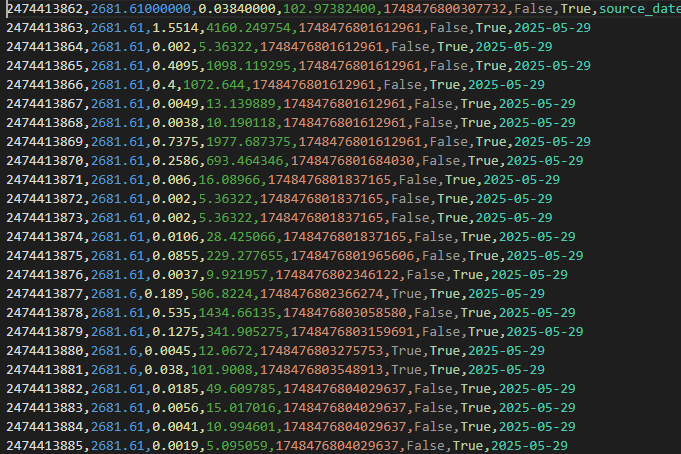 2474413862,2681.61000000,0.03840000,102.97382400,1748476800307732,False,True,source_date
2474413863,2681.61,1.5514,4160.249754,1748476801612961,False,True,2025-05-29
2474413864,2681.61,0.002,5.36322,1748476801612961,False,True,2025-05-29
2474413865,2681.61,0.4095,1098.119295,1748476801612961,False,True,2025-05-29
2474413866,2681.61,0.4,1072.644,1748476801612961,False,True,2025-05-29
2474413867,2681.61,0.0049,13.139889,1748476801612961,False,True,2025-05-29
2474413868,2681.61,0.0038,10.190118,1748476801612961,False,True,2025-05-29
2474413869,2681.61,0.7375,1977.687375,1748476801612961,False,True,2025-05-29
2474413870,2681.61,0.2586,693.464346,1748476801684030,False,True,2025-05-29
2474413871,2681.61,0.006,16.08966,1748476801837165,False,True,2025-05-29
2474413872,2681.61,0.002,5.36322,1748476801837165,False,True,2025-05-29
2474413873,2681.61,0.002,5.36322,1748476801837165,False,True,2025-05-29
2474413874,2681.61,0.0106,28.425066,1748476801837165,False,True,2025-05-29
2474413875,2681.61,0.0855,229.277655,1748476801965606,False,True,2025-05-29
2474413876,2681.61,0.0037,9.921957,1748476802346122,False,True,2025-05-29
2474413877,2681.6,0.189,506.8224,1748476802366274,True,True,2025-05-29
2474413878,2681.61,0.535,1434.66135,1748476803058580,False,True,2025-05-29
2474413879,2681.61,0.1275,341.905275,1748476803159691,False,True,2025-05-29
2474413880,2681.6,0.0045,12.0672,1748476803275753,True,True,2025-05-29
2474413881,2681.6,0.038,101.9008,1748476803548913,True,True,2025-05-29
2474413882,2681.61,0.0185,49.609785,1748476804029637,False,True,2025-05-29
2474413883,2681.61,0.0056,15.017016,1748476804029637,False,True,2025-05-29
2474413884,2681.61,0.0041,10.994601,1748476804029637,False,True,2025-05-29
2474413885,2681.61,0.0019,5.095059,1748476804029637,False,True,2025-05-29